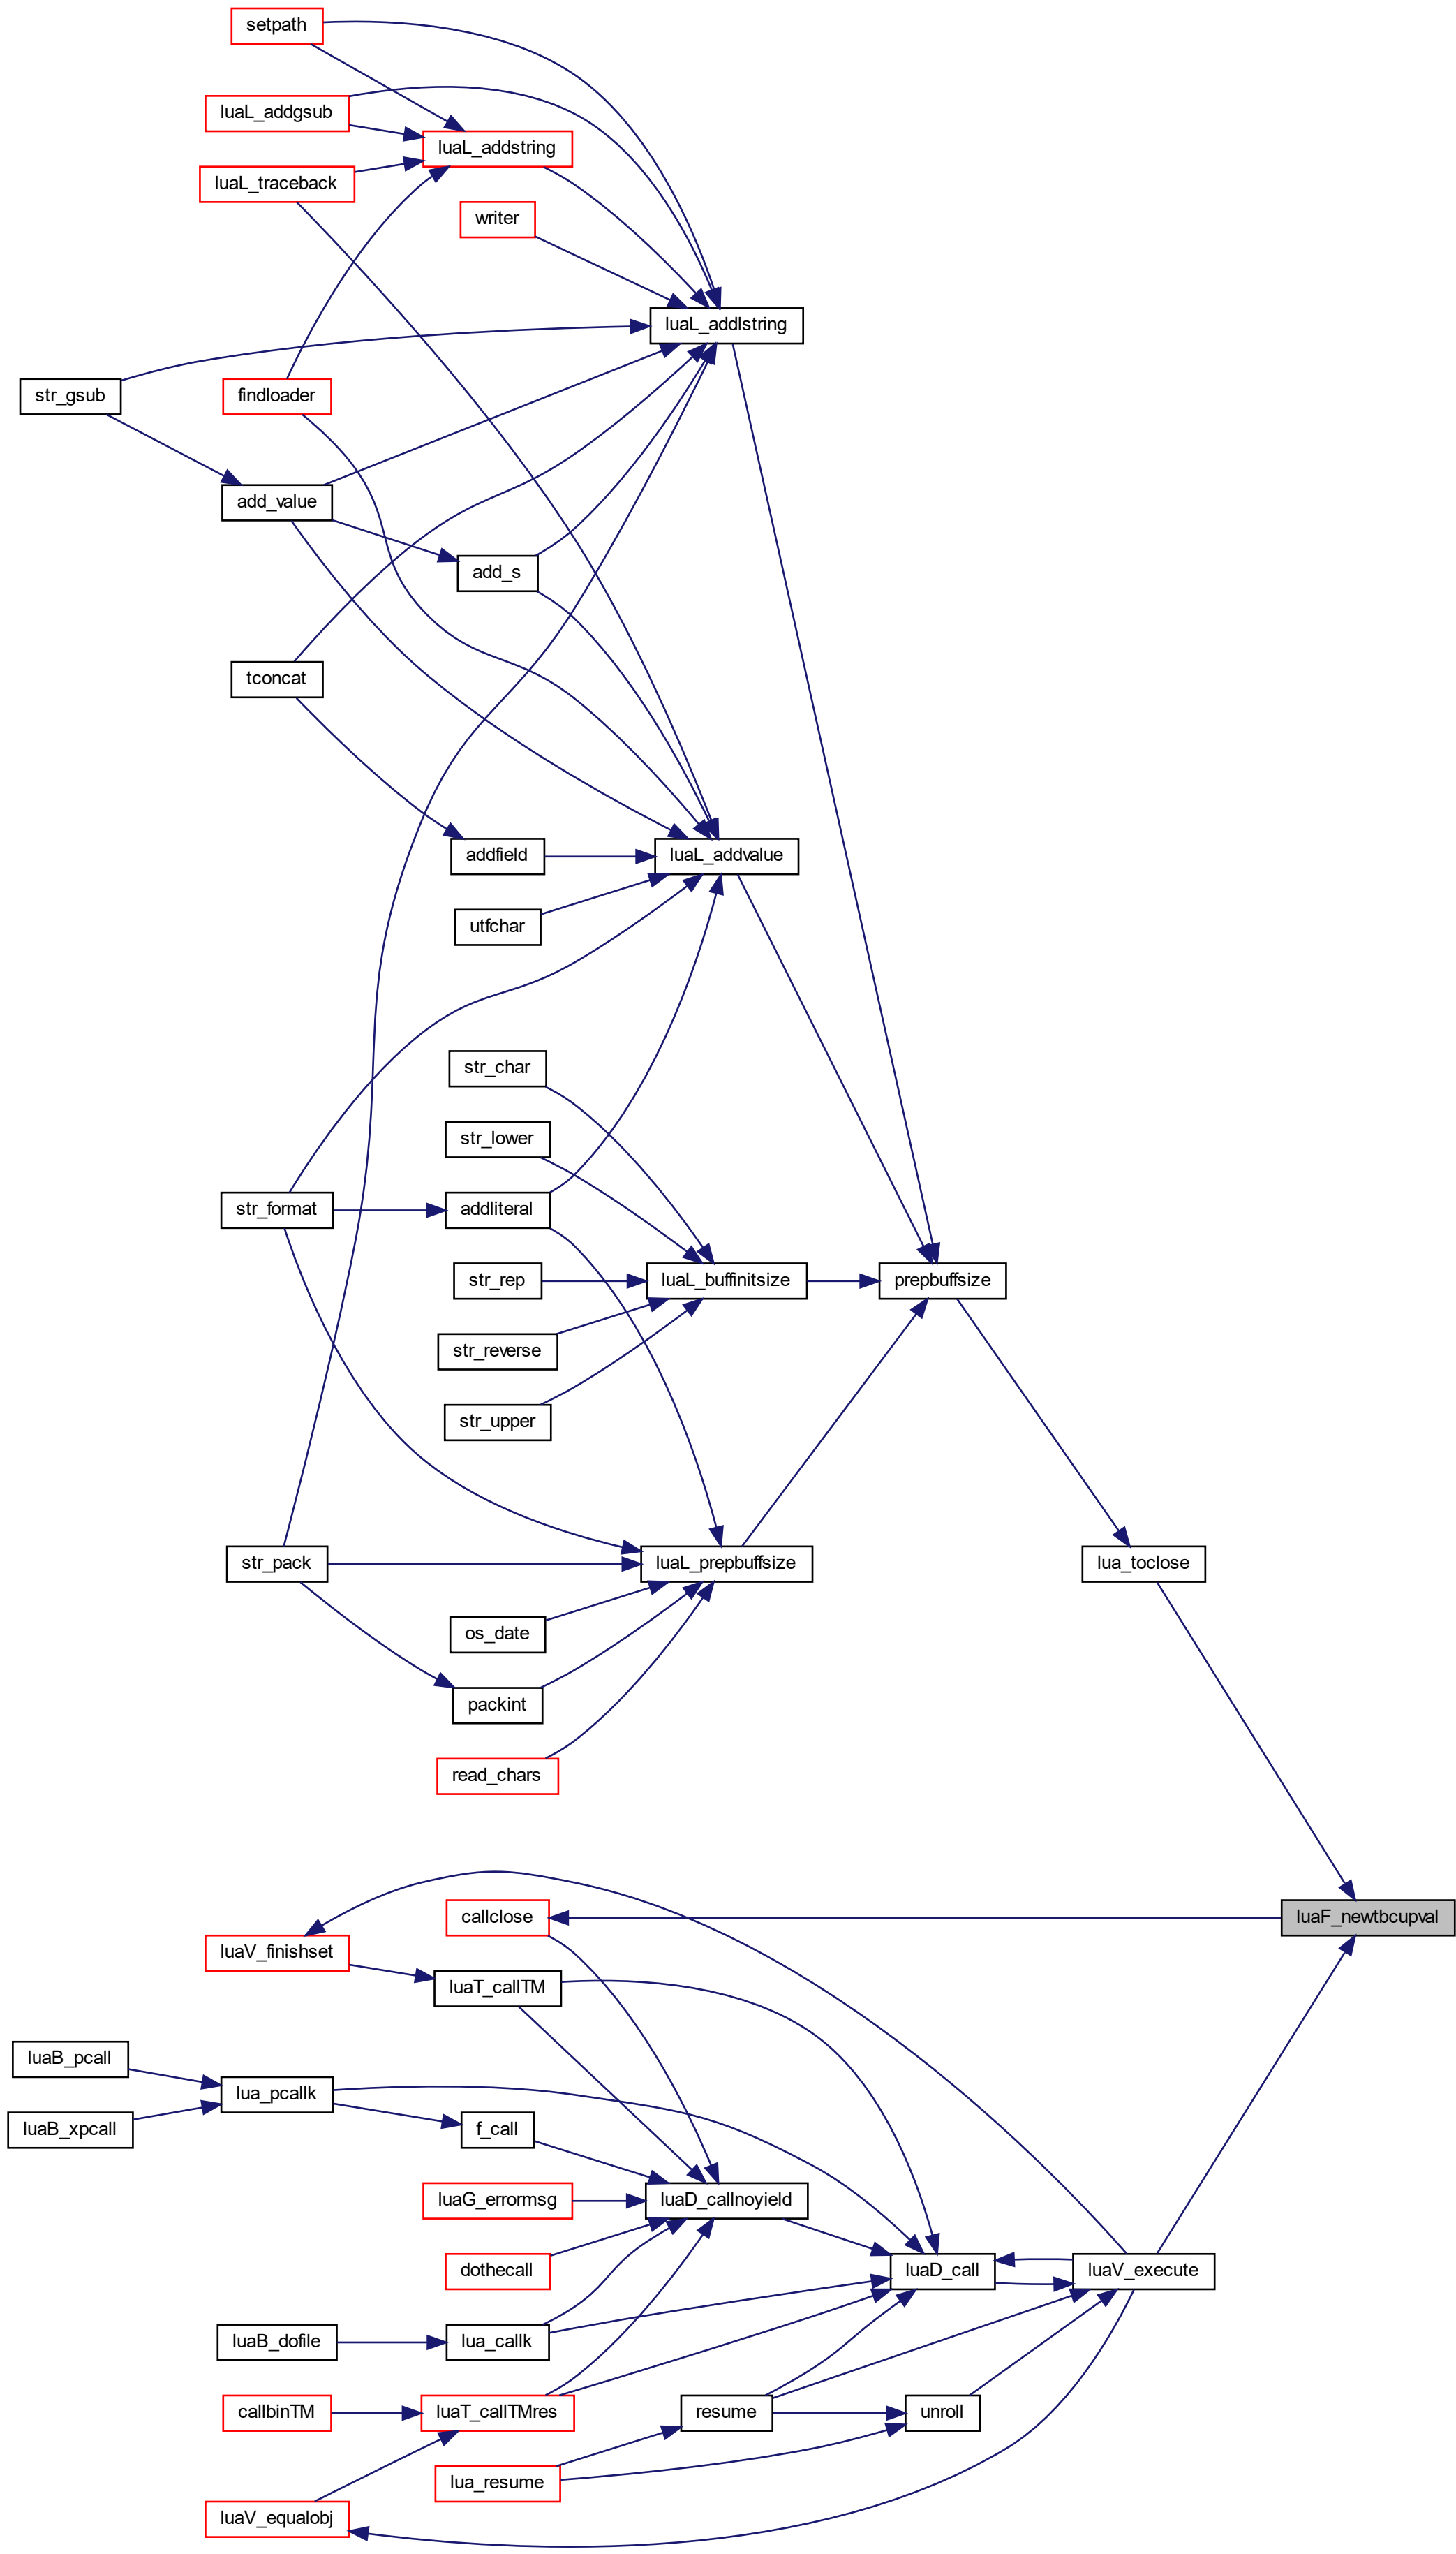 setpath
luaL_addgsub
luaL_addstring
luaL_traceback
writer
luaL_addlstring
str_gsub
findloader
add_value
add_s
tconcat
addfield
luaL_addvalue
utfchar
str_char
str_lower
str_format
addliteral
str_rep
luaL_buffinitsize
prepbuffsize
str_reverse
str_upper
str_pack
luaL_prepbuffsize
lua_toclose
os_date
packint
read_chars
callclose
luaF_newtbcupval
luaV_finishset
luaT_callTM
luaB_pcall
lua_pcallk
luaB_xpcall
f_call
luaG_errormsg
luaD_callnoyield
dothecall
luaD_call
luaV_execute
luaB_dofile
lua_callk
callbinTM
luaT_callTMres
resume
unroll
lua_resume
luaV_equalobj